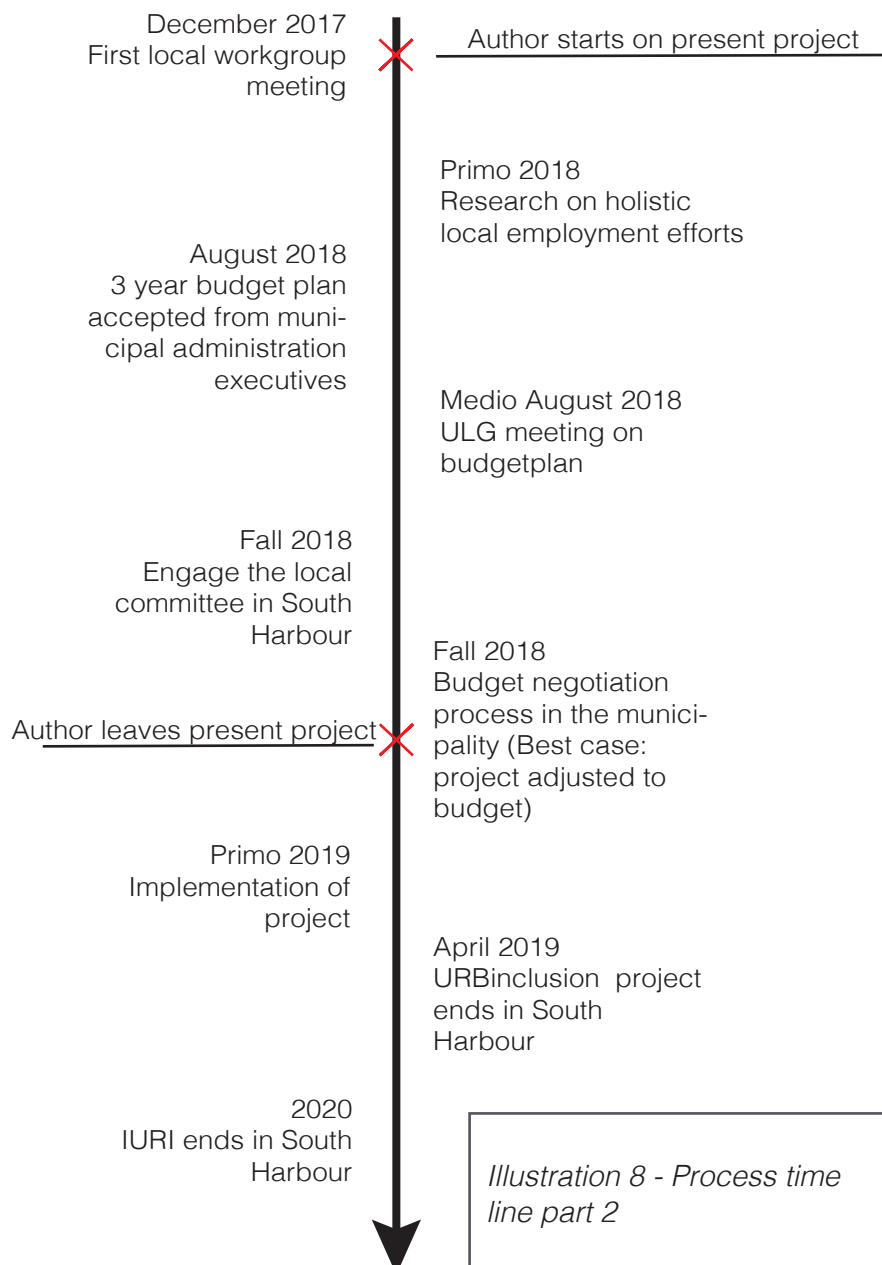 December 2017
First local workgroup
meeting
Author starts on present project
Primo 2018
Research on holistic
local employment efforts
August 2018
3 year budget plan
accepted from muni-
cipal administration
executives
Medio August 2018
ULG meeting on
budgetplan
Fall 2018
Engage the local
committee in South
Harbour
Fall 2018
Budget negotiation
process in the munici-
pality (Best case:
project adjusted to
budget)
Author leaves present project
Primo 2019
Implementation of
project
April 2019
URBinclusion  project
ends in South
Harbour
2020
IURI ends in South
Harbour
Illustration 8 - Process time
line part 2